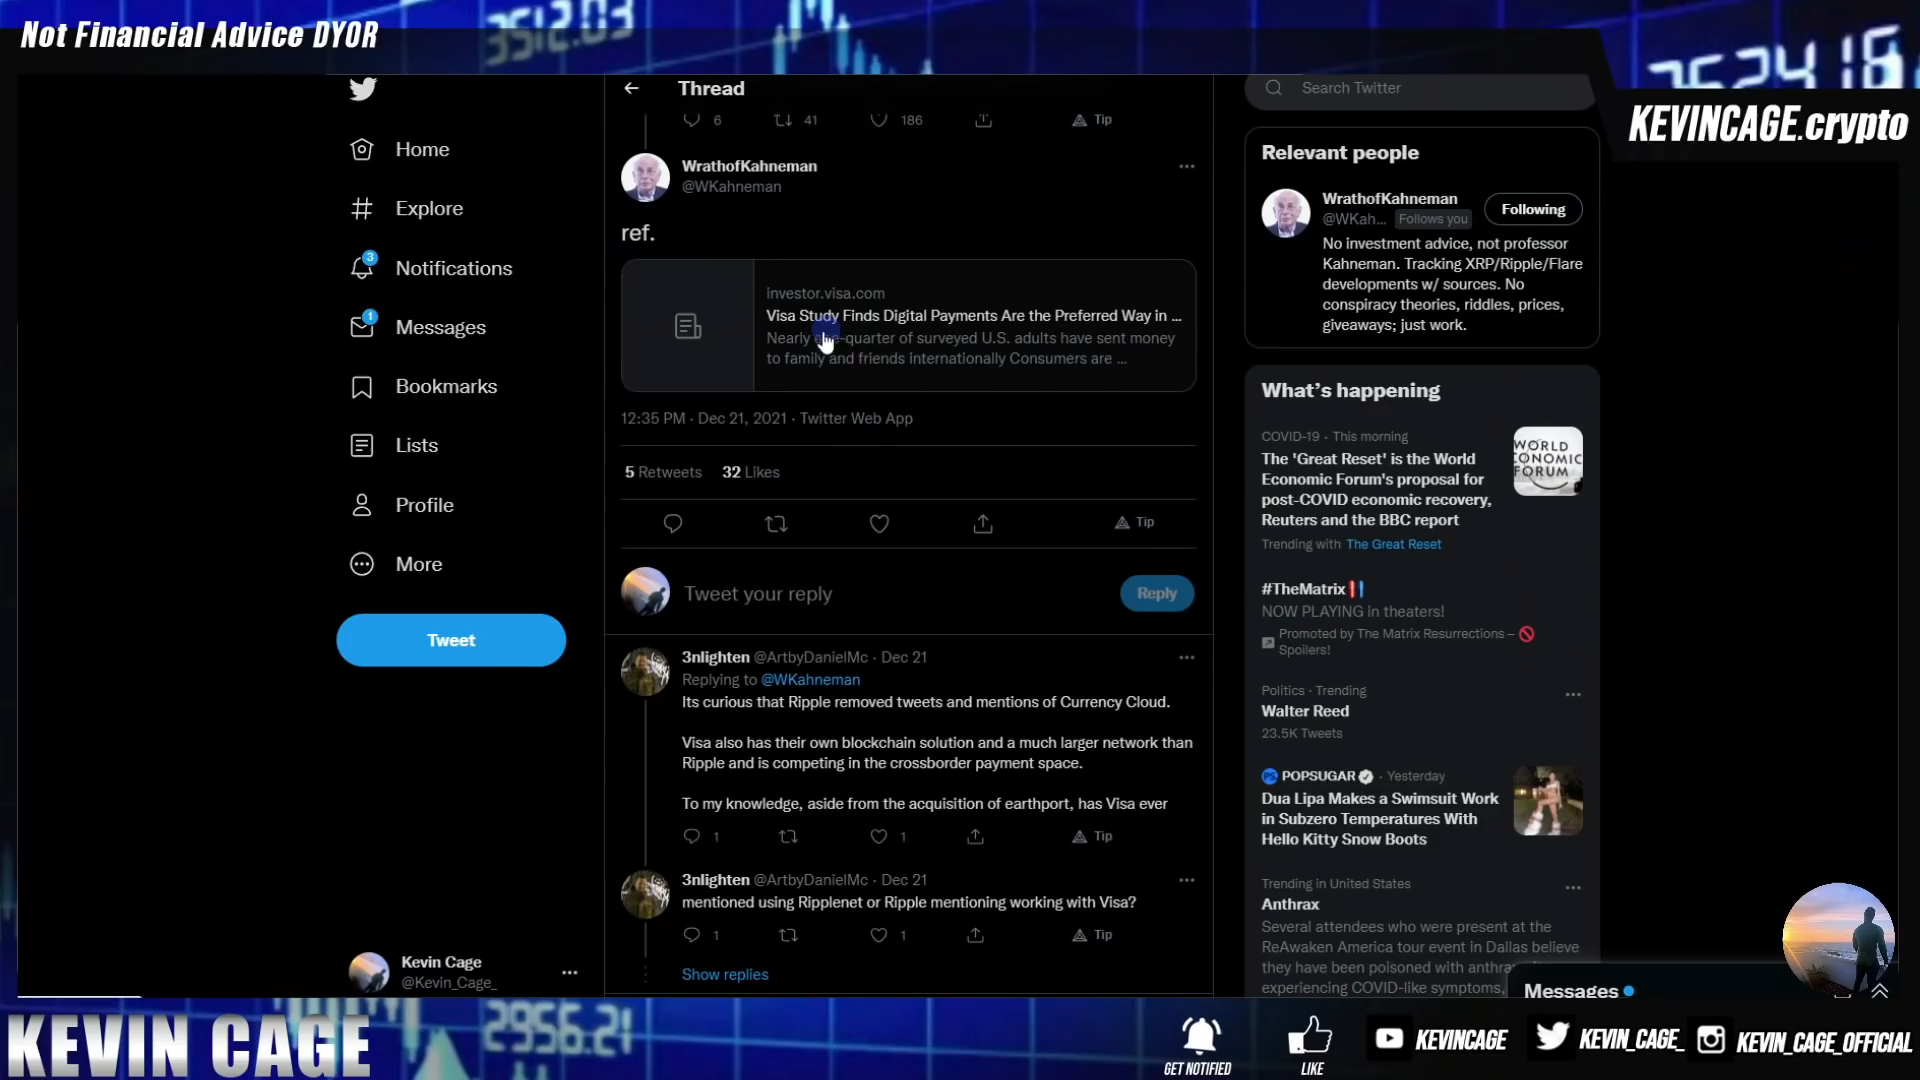 Not Financial Advice DYOR
3512.03
3524.16
KEVINCAGE.crypto
Home
Explore
3
Notifications
1
Messages
Bookmarks
Lists
Profile
More
Tweet
Kevin Cage
@Kevin_Cage_
Thread
6 41 186 Tip
WrathofKahneman
@WKahneman
ref.
investor.visa.com
Visa Study Finds Digital Payments Are the Preferred Way in ...
Nearly one-quarter of surveyed U.S. adults have sent money
to family and friends internationally Consumers are ...
12:35 PM · Dec 21, 2021 · Twitter Web App
5 Retweets 32 Likes
Tip
Tweet your reply
Reply
3nlighten @ArtbyDanielMc · Dec 21
Replying to @WKahneman
Its curious that Ripple removed tweets and mentions of Currency Cloud.
Visa also has their own blockchain solution and a much larger network than
Ripple and is competing in the crossborder payment space.
To my knowledge, aside from the acquisition of earthport, has Visa ever
1 1 Tip
3nlighten @ArtbyDanielMc · Dec 21
mentioned using Ripplenet or Ripple mentioning working with Visa?
1 1 Tip
Show replies
Search Twitter
Relevant people
WrathofKahneman
@WKah... Follows you
Following
No investment advice, not professor
Kahneman. Tracking XRP/Ripple/Flare
developments w/ sources. No
conspiracy theories, riddles, prices,
giveaways; just work.
What's happening
COVID-19 · This morning
The 'Great Reset' is the World
Economic Forum's proposal for
post-COVID economic recovery,
Reuters and the BBC report
Trending with The Great Reset
WORLD
ECONOMIC
FORUM
#TheMatrix
NOW PLAYING in theaters!
Promoted by The Matrix Resurrections –
Spoilers!
Politics · Trending
Walter Reed
23.5K Tweets
POPSUGAR · Yesterday
Dua Lipa Makes a Swimsuit Work
in Subzero Temperatures With
Hello Kitty Snow Boots
Trending in United States
Anthrax
Several attendees who were present at the
ReAwaken America tour event in Dallas believe
they have been poisoned with anthrax
experiencing COVID-like symptoms,
Messages
KEVIN CAGE
2956.21
GET NOTIFIED
LIKE
KEVINCAGE
KEVIN_CAGE_
KEVIN_CAGE_OFFICIAL